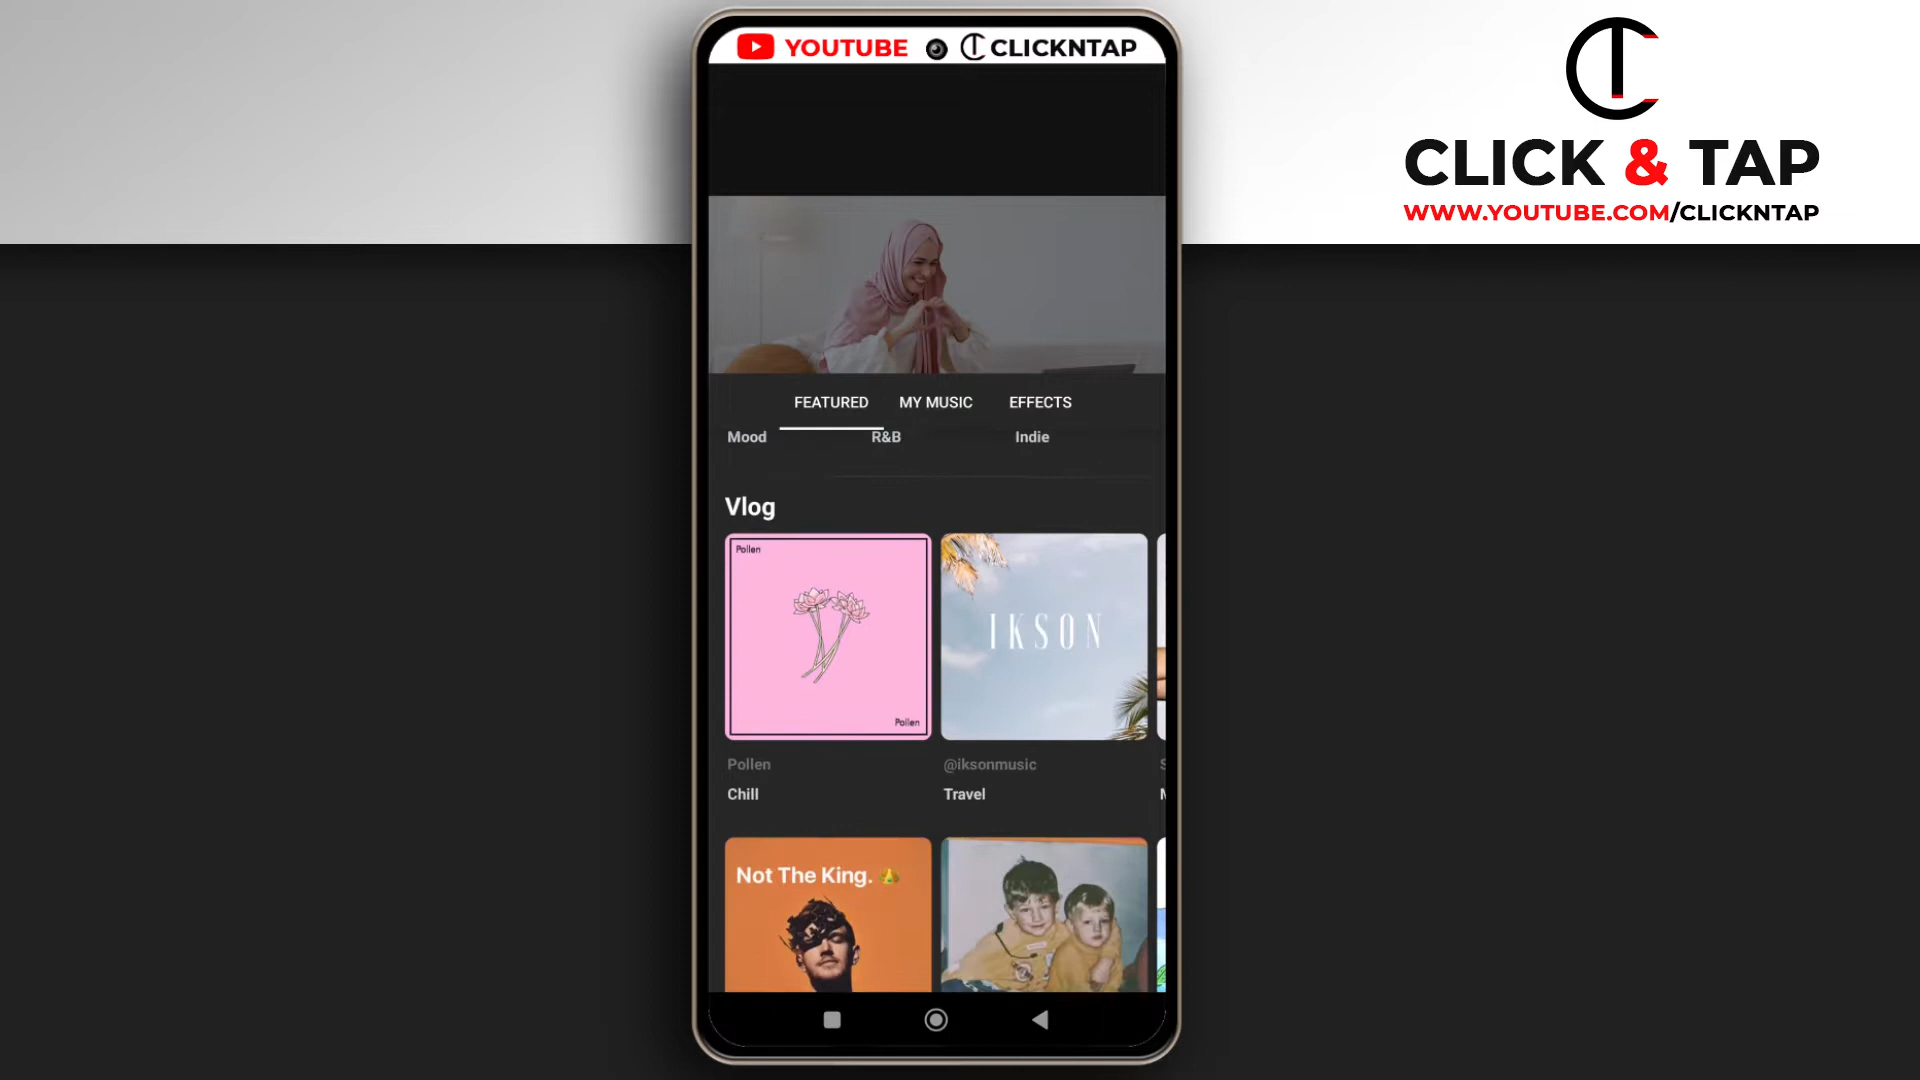 YOUTUBE CLICKNTAP
CLICK & TAP
WWW.YOUTUBE.COM/CLICKNTAP
FEATURED MY MUSIC EFFECTS
Mood R&B Indie
Vlog
Pollen
IKSON
Pollen
Pollen @iksonmusic
Chill Travel
Not The King.